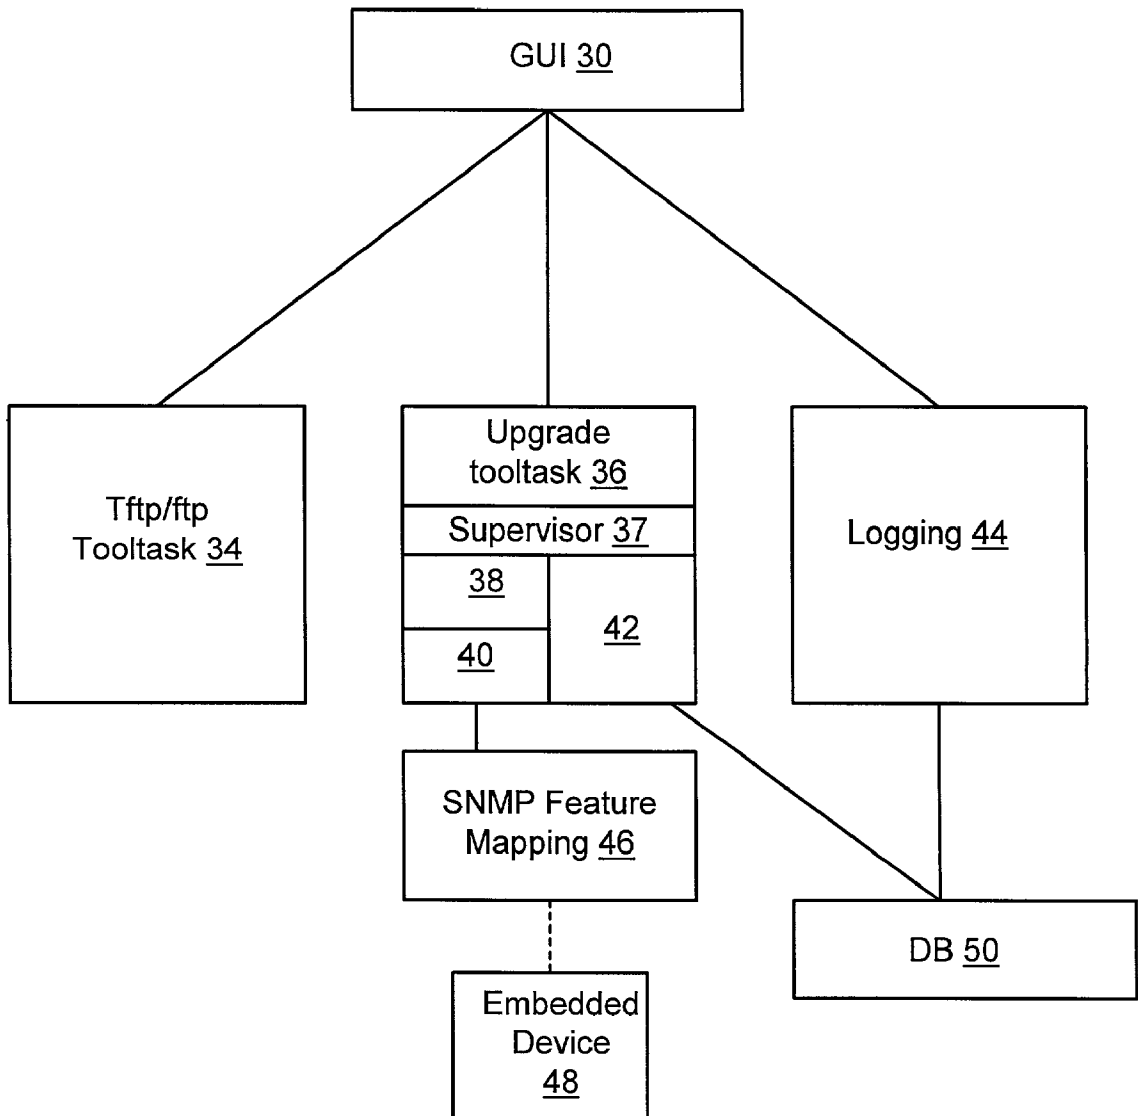 GUI 30
Tftp/ftp
Tooltask 34
Upgrade
tooltask 36
Supervisor 37
38
40
42
Logging 44
SNMP Feature
Mapping 46
DB 50
Embedded
Device
48